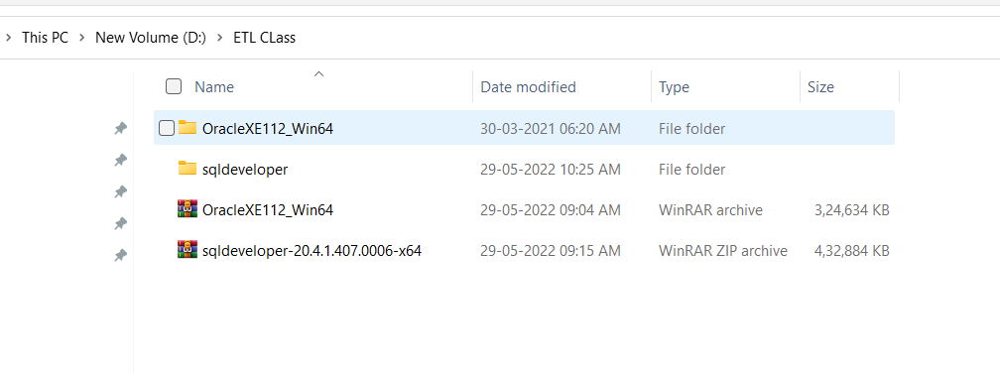 This PC > New Volume (D:) > ETL CLass
Name Date modified Type Size
OracleXE112_Win64 30-03-2021 06:20 AM File folder
sqldeveloper 29-05-2022 10:25 AM File folder
OracleXE112_Win64 29-05-2022 09:04 AM WinRAR archive 3,24,634 KB
sqldeveloper-20.4.1.407.0006-x64 29-05-2022 09:15 AM WinRAR ZIP archive 4,32,884 KB